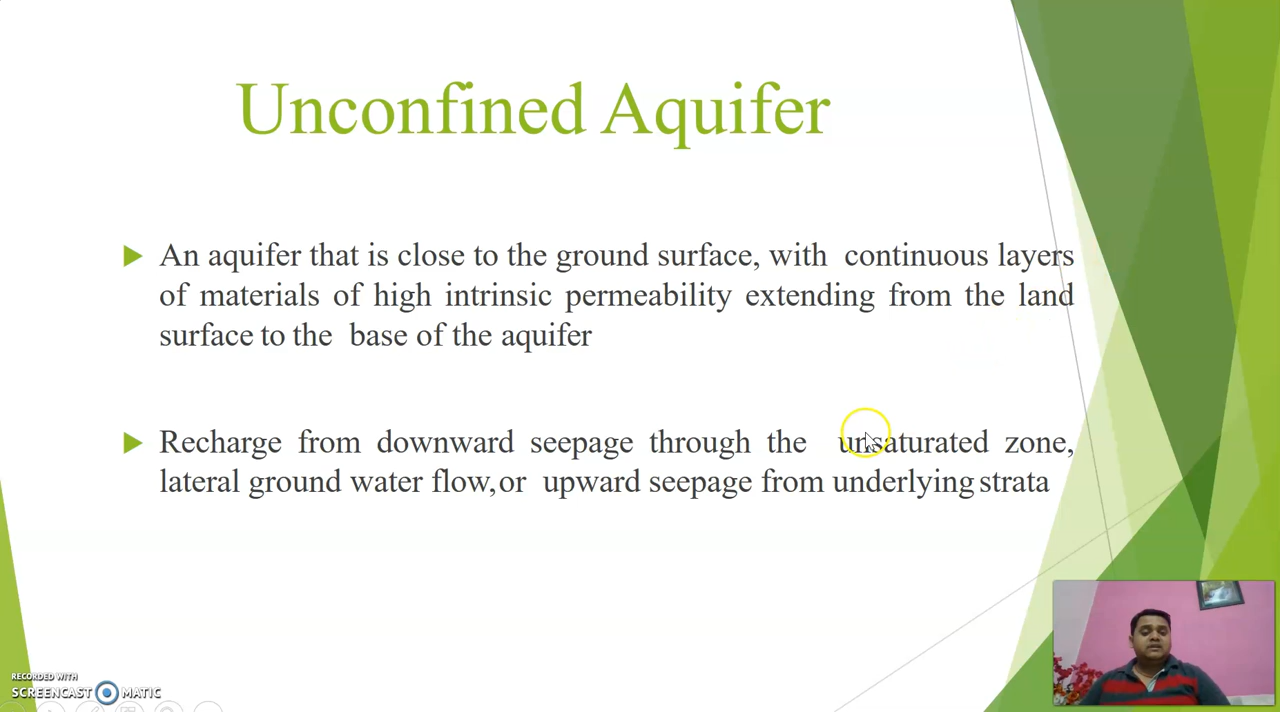 Unconfined Aquifer
An aquifer that is close to the ground surface, with continuous layers
of materials of high intrinsic permeability extending from the land
surface to the base of the aquifer
Recharge from downward seepage through the unsaturated zone,
lateral ground water flow, or upward seepage from underlying strata
RECORDED WITH
SCREENCAST MATIC